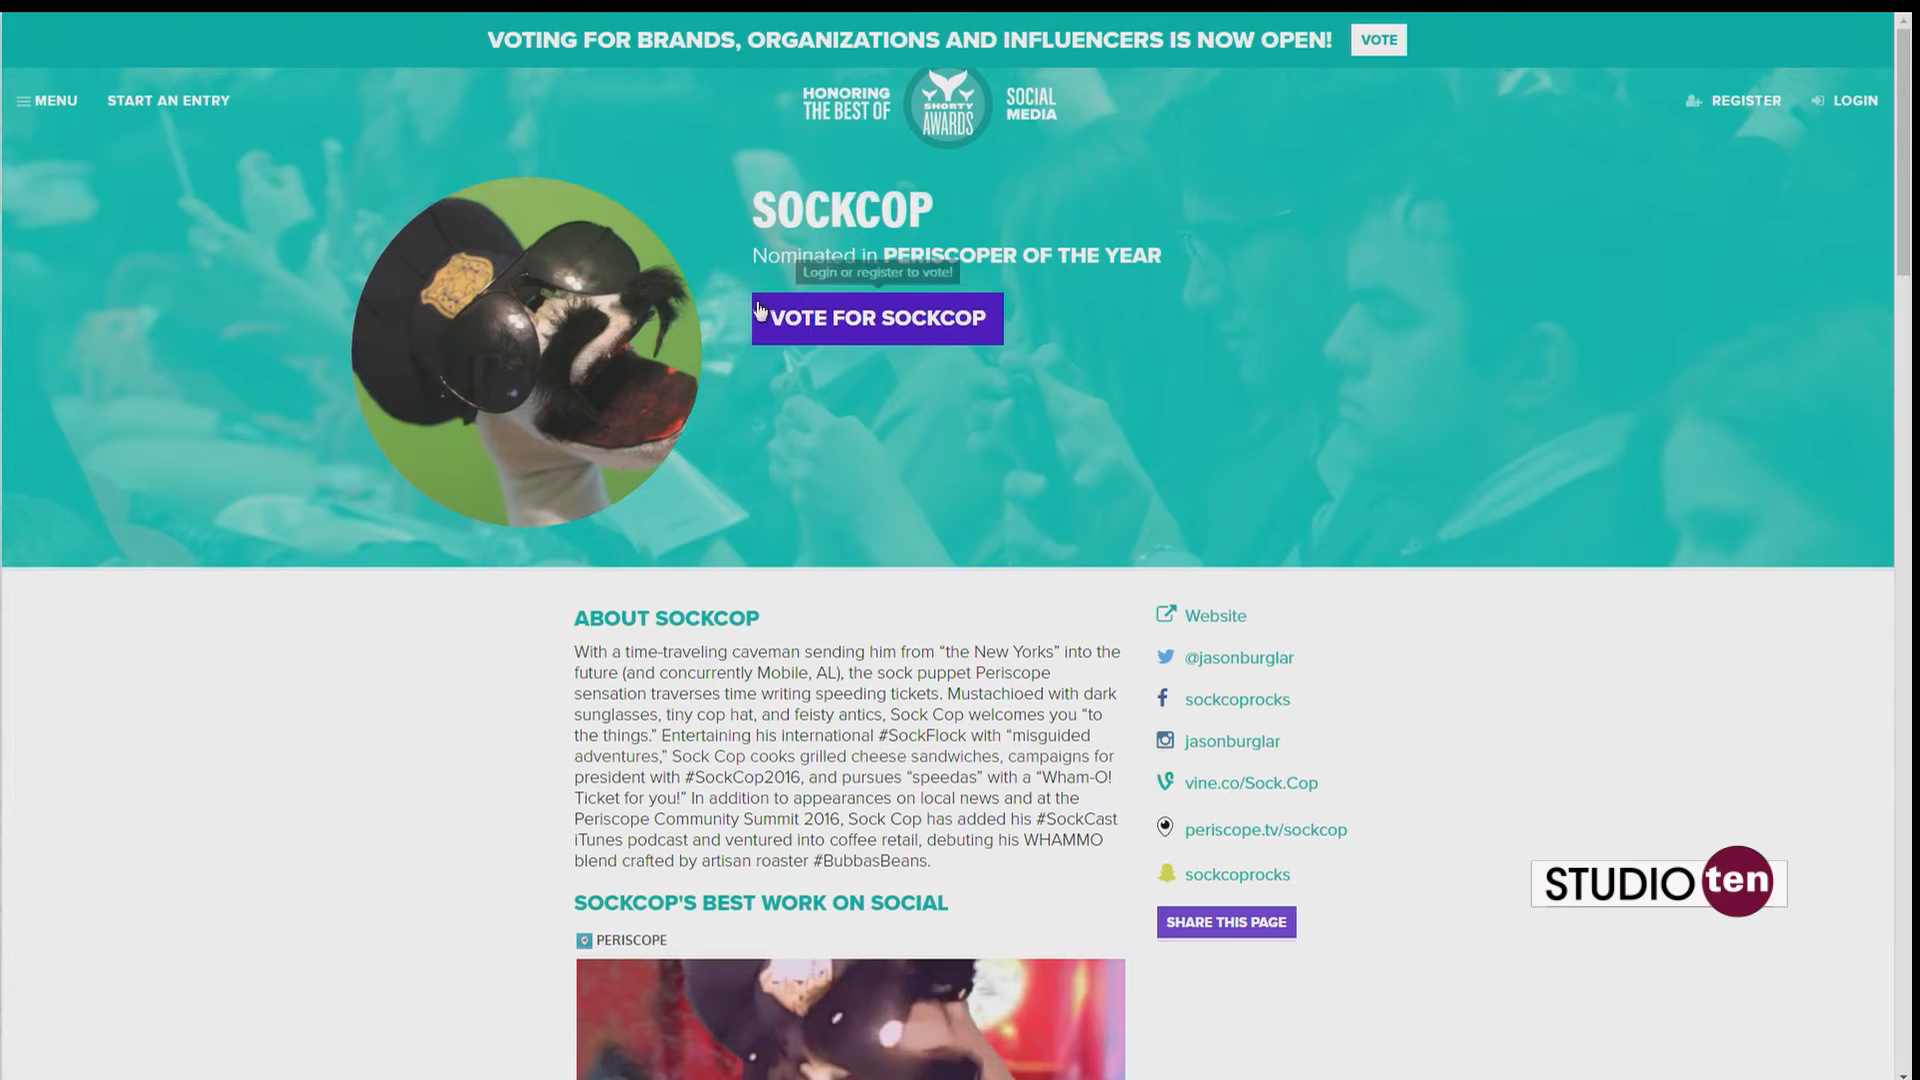 VOTING FOR BRANDS, ORGANIZATIONS AND INFLUENCERS IS NOW OPEN! VOTE
MENU START AN ENTRY
HONORING
THE BEST OF
SHORTY
AWARDS
SOCIAL
MEDIA
REGISTER LOGIN
SOCKCOP
Nominated in PERISCOPER OF THE YEAR
Login or register to vote!
VOTE FOR SOCKCOP
ABOUT SOCKCOP
With a time-traveling caveman sending him from “the New Yorks” into the
future (and concurrently Mobile, AL), the sock puppet Periscope
sensation traverses time writing speeding tickets. Mustachioed with dark
sunglasses, tiny cop hat, and feisty antics, Sock Cop welcomes you “to
the things.” Entertaining his international #SockFlock with “misguided
adventures,” Sock Cop cooks grilled cheese sandwiches, campaigns for
president with #SockCop2016, and pursues “speedas” with a “Wham-O!
Ticket for you!” In addition to appearances on local news and at the
Periscope Community Summit 2016, Sock Cop has added his #SockCast
iTunes podcast and ventured into coffee retail, debuting his WHAMMO
blend crafted by artisan roaster #BubbasBeans.
SOCKCOP'S BEST WORK ON SOCIAL
PERISCOPE
Website
@jasonburglar
sockcoprocks
jasonburglar
vine.co/Sock.Cop
periscope.tv/sockcop
sockcoprocks
SHARE THIS PAGE
STUDIO ten